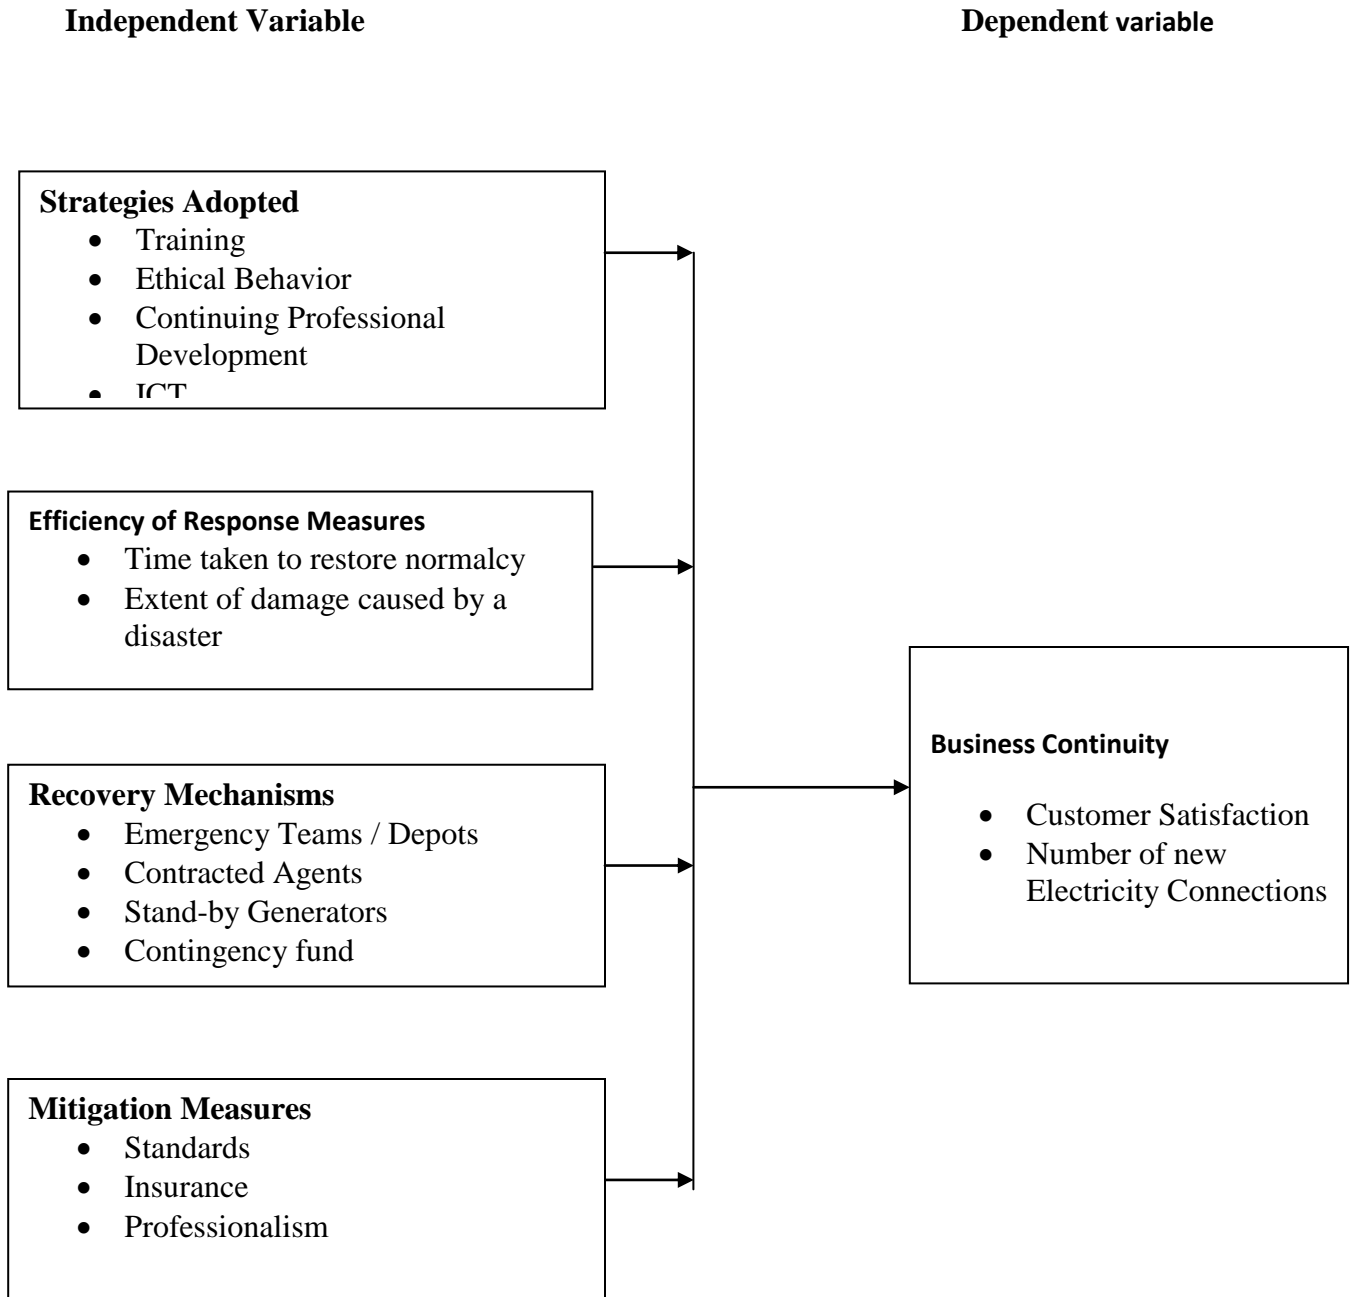 Independent Variable
Dependent variable
Strategies Adopted
• Training
• Ethical Behavior
• Continuing Professional
Development
• ICT
Efficiency of Response Measures
• Time taken to restore normalcy
• Extent of damage caused by a
disaster
Recovery Mechanisms
• Emergency Teams / Depots
• Contracted Agents
• Stand-by Generators
• Contingency fund
Mitigation Measures
• Standards
• Insurance
• Professionalism
Business Continuity
• Customer Satisfaction
• Number of new
Electricity Connections